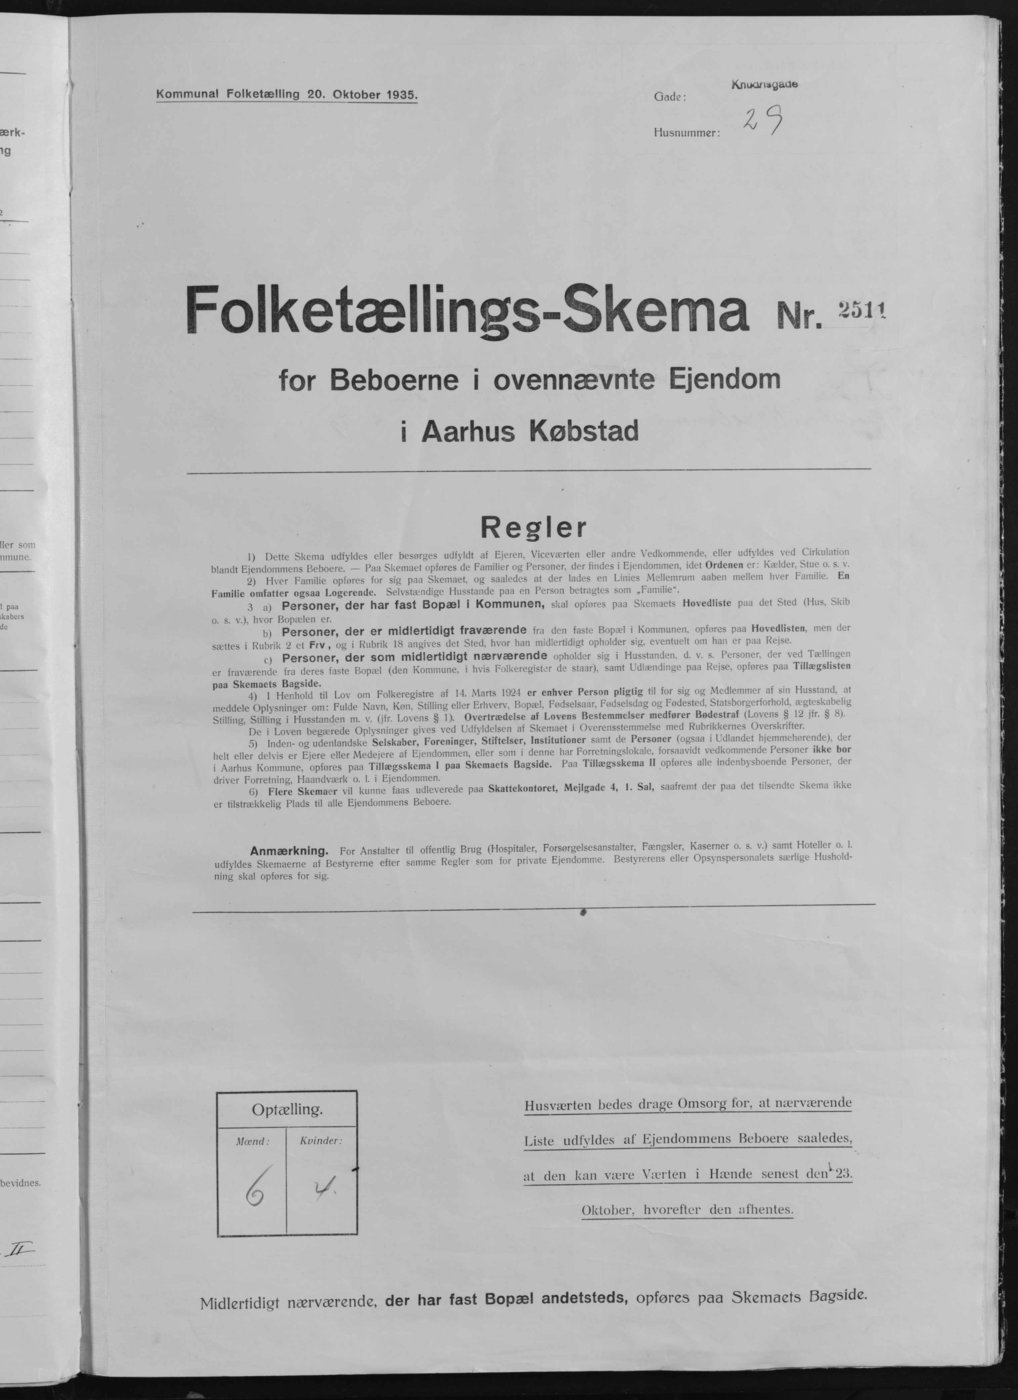 Kommunal Folketælling 20. Oktober 1935.
Gade: Knudrisgade
Husnummer: 29
Folketællings-Skema Nr. 2511
for Beboerne i ovennævnte Ejendom
i Aarhus Købstad
Regler
1) Dette Skema udfyldes eller besørges udfyldt af Ejeren, Viceværten eller andre Vedkommende, eller udfyldes ved Cirkulation
blandt Ejendommens Beboere. — Paa Skemaet opføres de Familier og Personer, der findes i Ejendommen, idet Ordenen er: Kælder, Stue o. s. v.
2) Hver Familie opføres for sig paa Skemaet, og saaledes at der lades en Linies Mellemrum aaben mellem hver Familie. En
Familie omfatter ogsaa Logerende. Selvstændige Husstande paa en Person betragtes som „Familie“.
3 a) Personer, der har fast Bopæl i Kommunen, skal opføres paa Skemaets Hovedliste paa det Sted (Hus, Skib
o. s. v.), hvor Bopælen er.
b) Personer, der er midlertidigt fraværende fra den faste Bopæl i Kommunen, opføres paa Hovedlisten, men der
sættes i Rubrik 2 et Frv, og i Rubrik 18 angives det Sted, hvor han midlertidigt opholder sig, eventuelt om han er paa Rejse.
c) Personer, der som midlertidigt nærværende opholder sig i Husstanden, d. v. s. Personer, der ved Tællingen
er fraværende fra deres faste Bopæl (den Kommune, i hvis Folkeregister de staar), samt Udlændinge paa Rejse, opføres paa Tillægslisten
paa Skemaets Bagside.
4) I Henhold til Lov om Folkeregistre af 14. Marts 1924 er enhver Person pligtig til for sig og Medlemmer af sin Husstand, at
meddele Oplysninger om: Fulde Navn, Køn, Stilling eller Erhverv, Bopæl, Fødselsaar, Fødselsdag og Fødested, Statsborgerforhold, ægteskabelig
Stilling, Stilling i Husstanden m. v. (jfr. Lovens § 1). Overtrædelse af Lovens Bestemmelser medfører Bødestraf (Lovens § 12 jfr. § 8).
De i Loven begærede Oplysninger gives ved Udfyldelsen af Skemaet i Overensstemmelse med Rubrikkernes Overskrifter.
5) Inden- og udenlandske Selskaber, Foreninger, Stiftelser, Institutioner samt de Personer (ogsaa i Udlandet hjemmehørende), der
helt eller delvis er Ejere eller Medejere af Ejendommen, eller som i denne har Forretningslokale, forsaavidt vedkommende Personer ikke bor
i Aarhus Kommune, opføres paa Tillægsskema I paa Skemaets Bagside. Paa Tillægsskema II opføres alle indenbysboende Personer, der
driver Forretning, Haandværk o. l. i Ejendommen.
6) Flere Skemaer vil kunne faas udleverede paa Skattekontoret, Mejlgade 4, 1. Sal, saafremt der paa det tilsendte Skema ikke
er tilstrækkelig Plads til alle Ejendommens Beboere.
Anmærkning. For Anstalter til offentlig Brug (Hospitaler, Forsørgelsesanstalter, Fængsler, Kaserner o. s. v.) samt Hoteller o. l.
udfyldes Skemaerne af Bestyrerne efter samme Regler som for private Ejendomme. Bestyrerens eller Opsynspersonalets særlige Hushold-
ning skal opføres for sig.
Optælling.
Mænd: Kvinder:
6 4.
Husværten bedes drage Omsorg for, at nærværende
Liste udfyldes af Ejendommens Beboere saaledes,
at den kan være Værten i Hænde senest den 23.
Oktober, hvorefter den afhentes.
Midlertidigt nærværende, der har fast Bopæl andetsteds, opføres paa Skemaets Bagside.